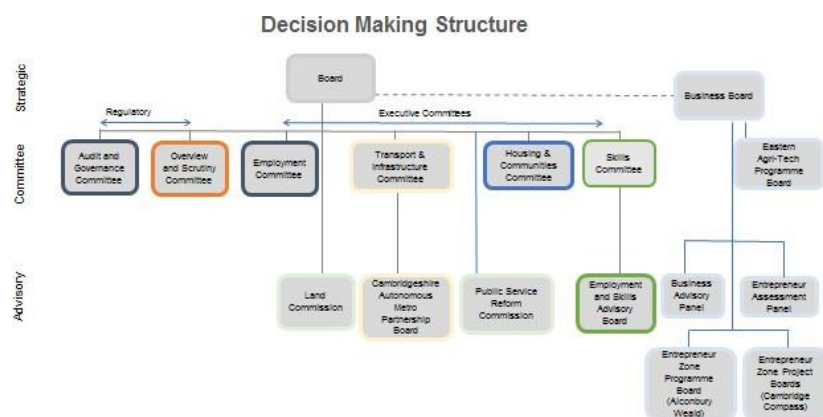 Decision Making Structure
Strategic
Board
Business Board
Regulatory
Executive Committees
Committee
Audit and
Governance
Committee
Overview
and Scrutiny
Committee
Employment
Committee
Transport &
Infrastructure
Committee
Housing &
Communities
Committee
Skills
Committee
Eastern
Agri-Tech
Programme
Board
Advisory
Land
Commission
Cambridgeshire
Autonomous
Metro
Partnership
Board
Public Service
Reform
Commission
Employment
and Skills
Advisory
Board
Business
Advisory
Panel
Entrepreneur
Assessment
Panel
Entrepreneur
Zone
Programme
Board
(Alconbury
Weald)
Entrepreneur
Zone Project
Boards
(Cambridge
Compass)